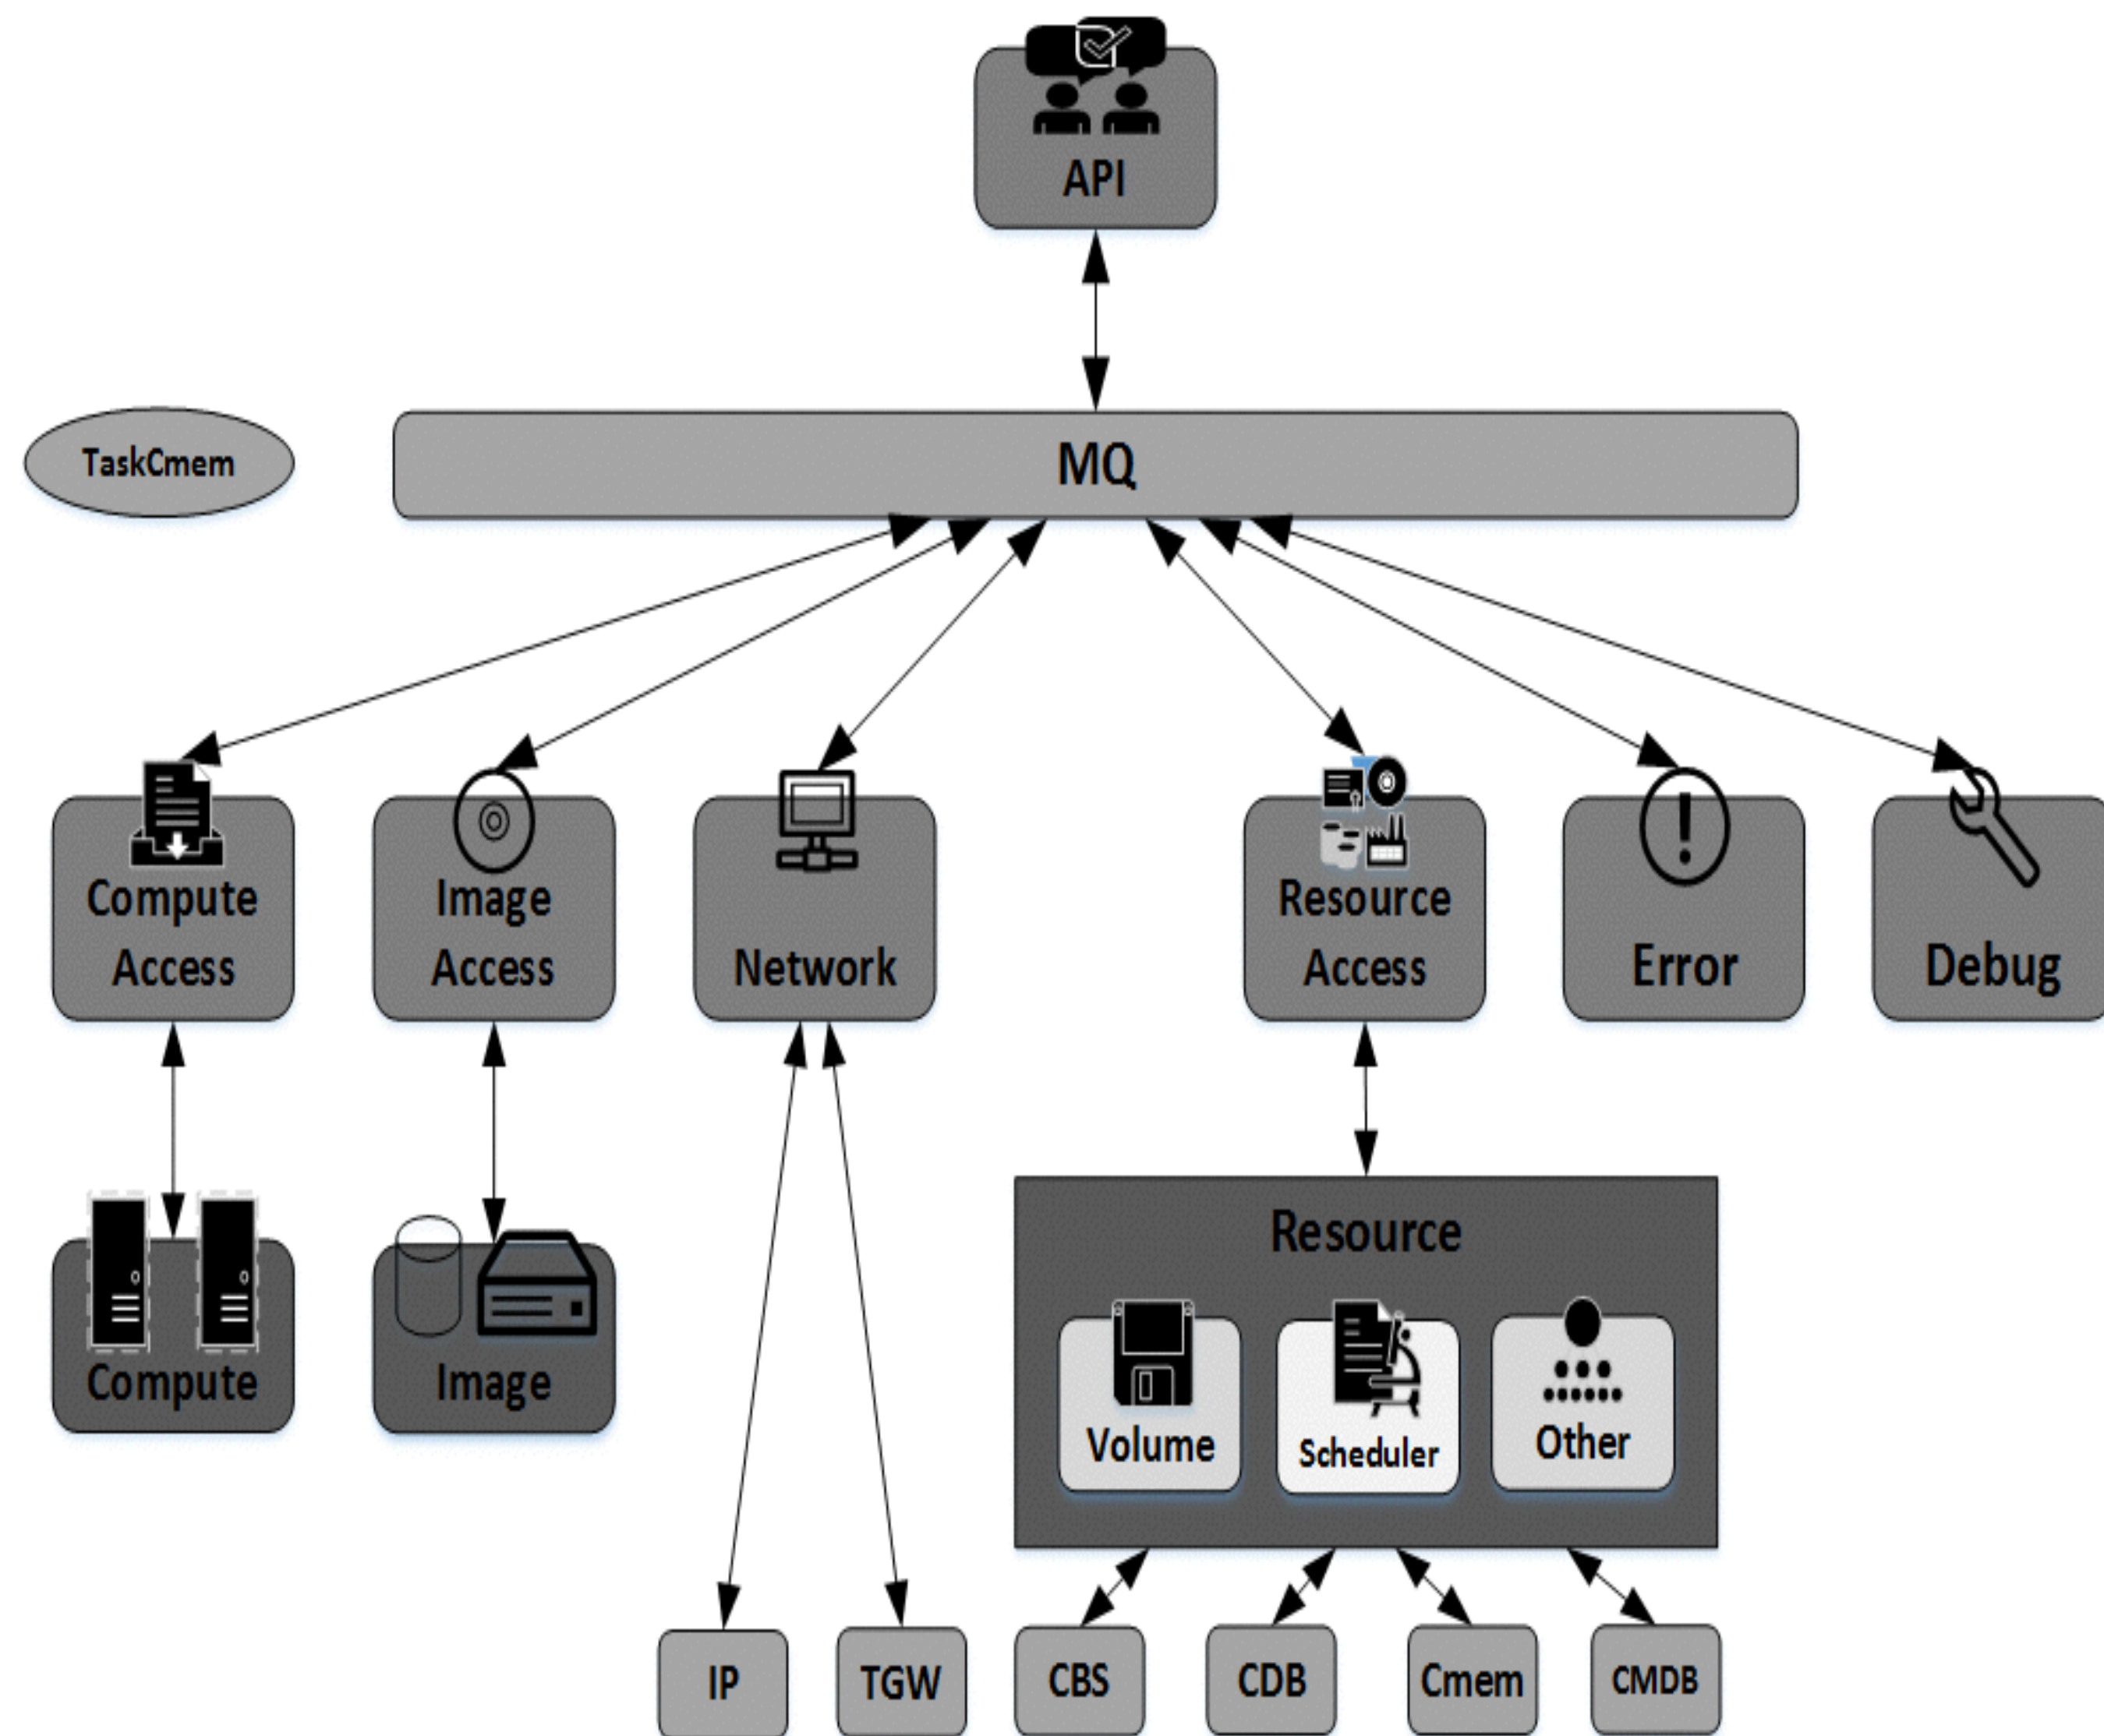 API
TaskCmem
MQ
Compute
Access
Image
Access
Network
Resource
Access
Error
Debug
Compute
Image
Resource
Volume
Scheduler
Other
IP
TGW
CBS
CDB
Cmem
CMDB